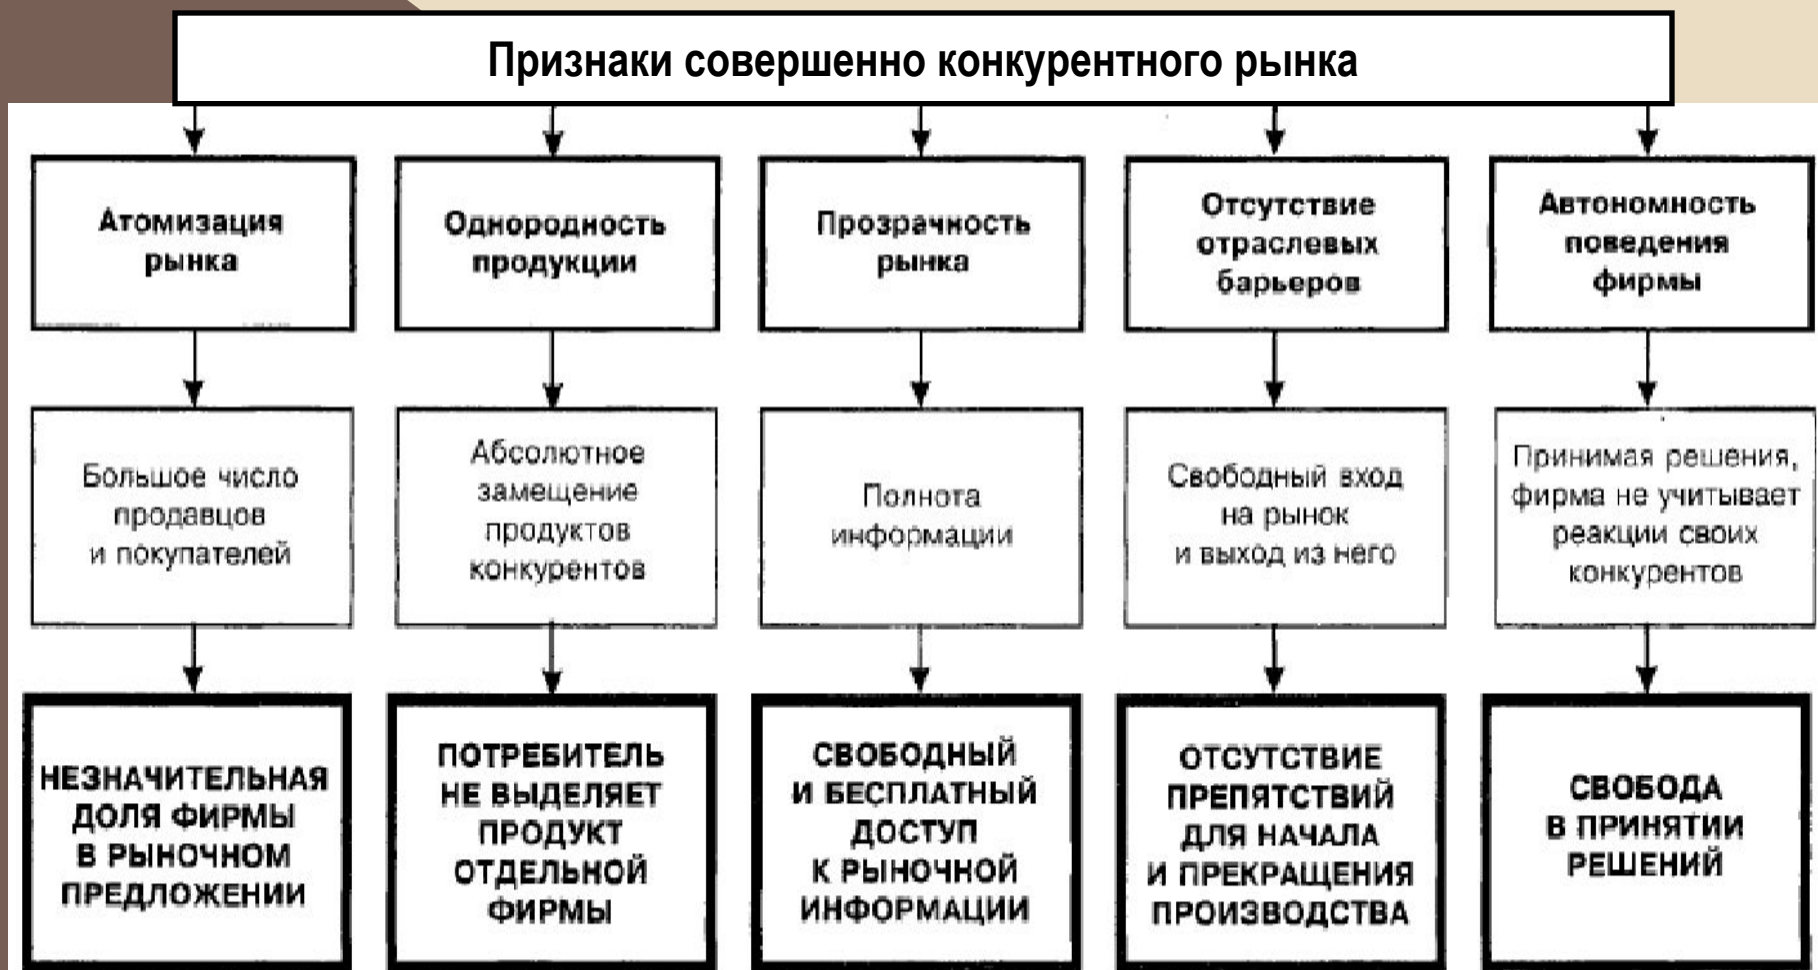 Признаки совершенно конкурентного рынка
Атомизация
рынка
Однородность
продукции
Прозрачность
рынка
Отсутствие
отраслевых
барьеров
Автономность
поведения
фирмы
Большое число
продавцов
и покупателей
Абсолютное
замещение
продуктов
конкурентов
Полнота
информации
Свободный вход
на рынок
и выход из него
Принимая решения,
фирма не учитывает
реакции своих
конкурентов
НЕЗНАЧИТЕЛЬНАЯ
ДОЛЯ ФИРМЫ
В РЫНОЧНОМ
ПРЕДЛОЖЕНИИ
ПОТРЕБИТЕЛЬ
НЕ ВЫДЕЛЯЕТ
ПРОДУКТ
ОТДЕЛЬНОЙ
ФИРМЫ
СВОБОДНЫЙ
И БЕСПЛАТНЫЙ
ДОСТУП
К РЫНОЧНОЙ
ИНФОРМАЦИИ
ОТСУТСТВИЕ
ПРЕПЯТСТВИЙ
ДЛЯ НАЧАЛА
И ПРЕКРАЩЕНИЯ
ПРОИЗВОДСТВА
СВОБОДА
В ПРИНЯТИИ
РЕШЕНИЙ